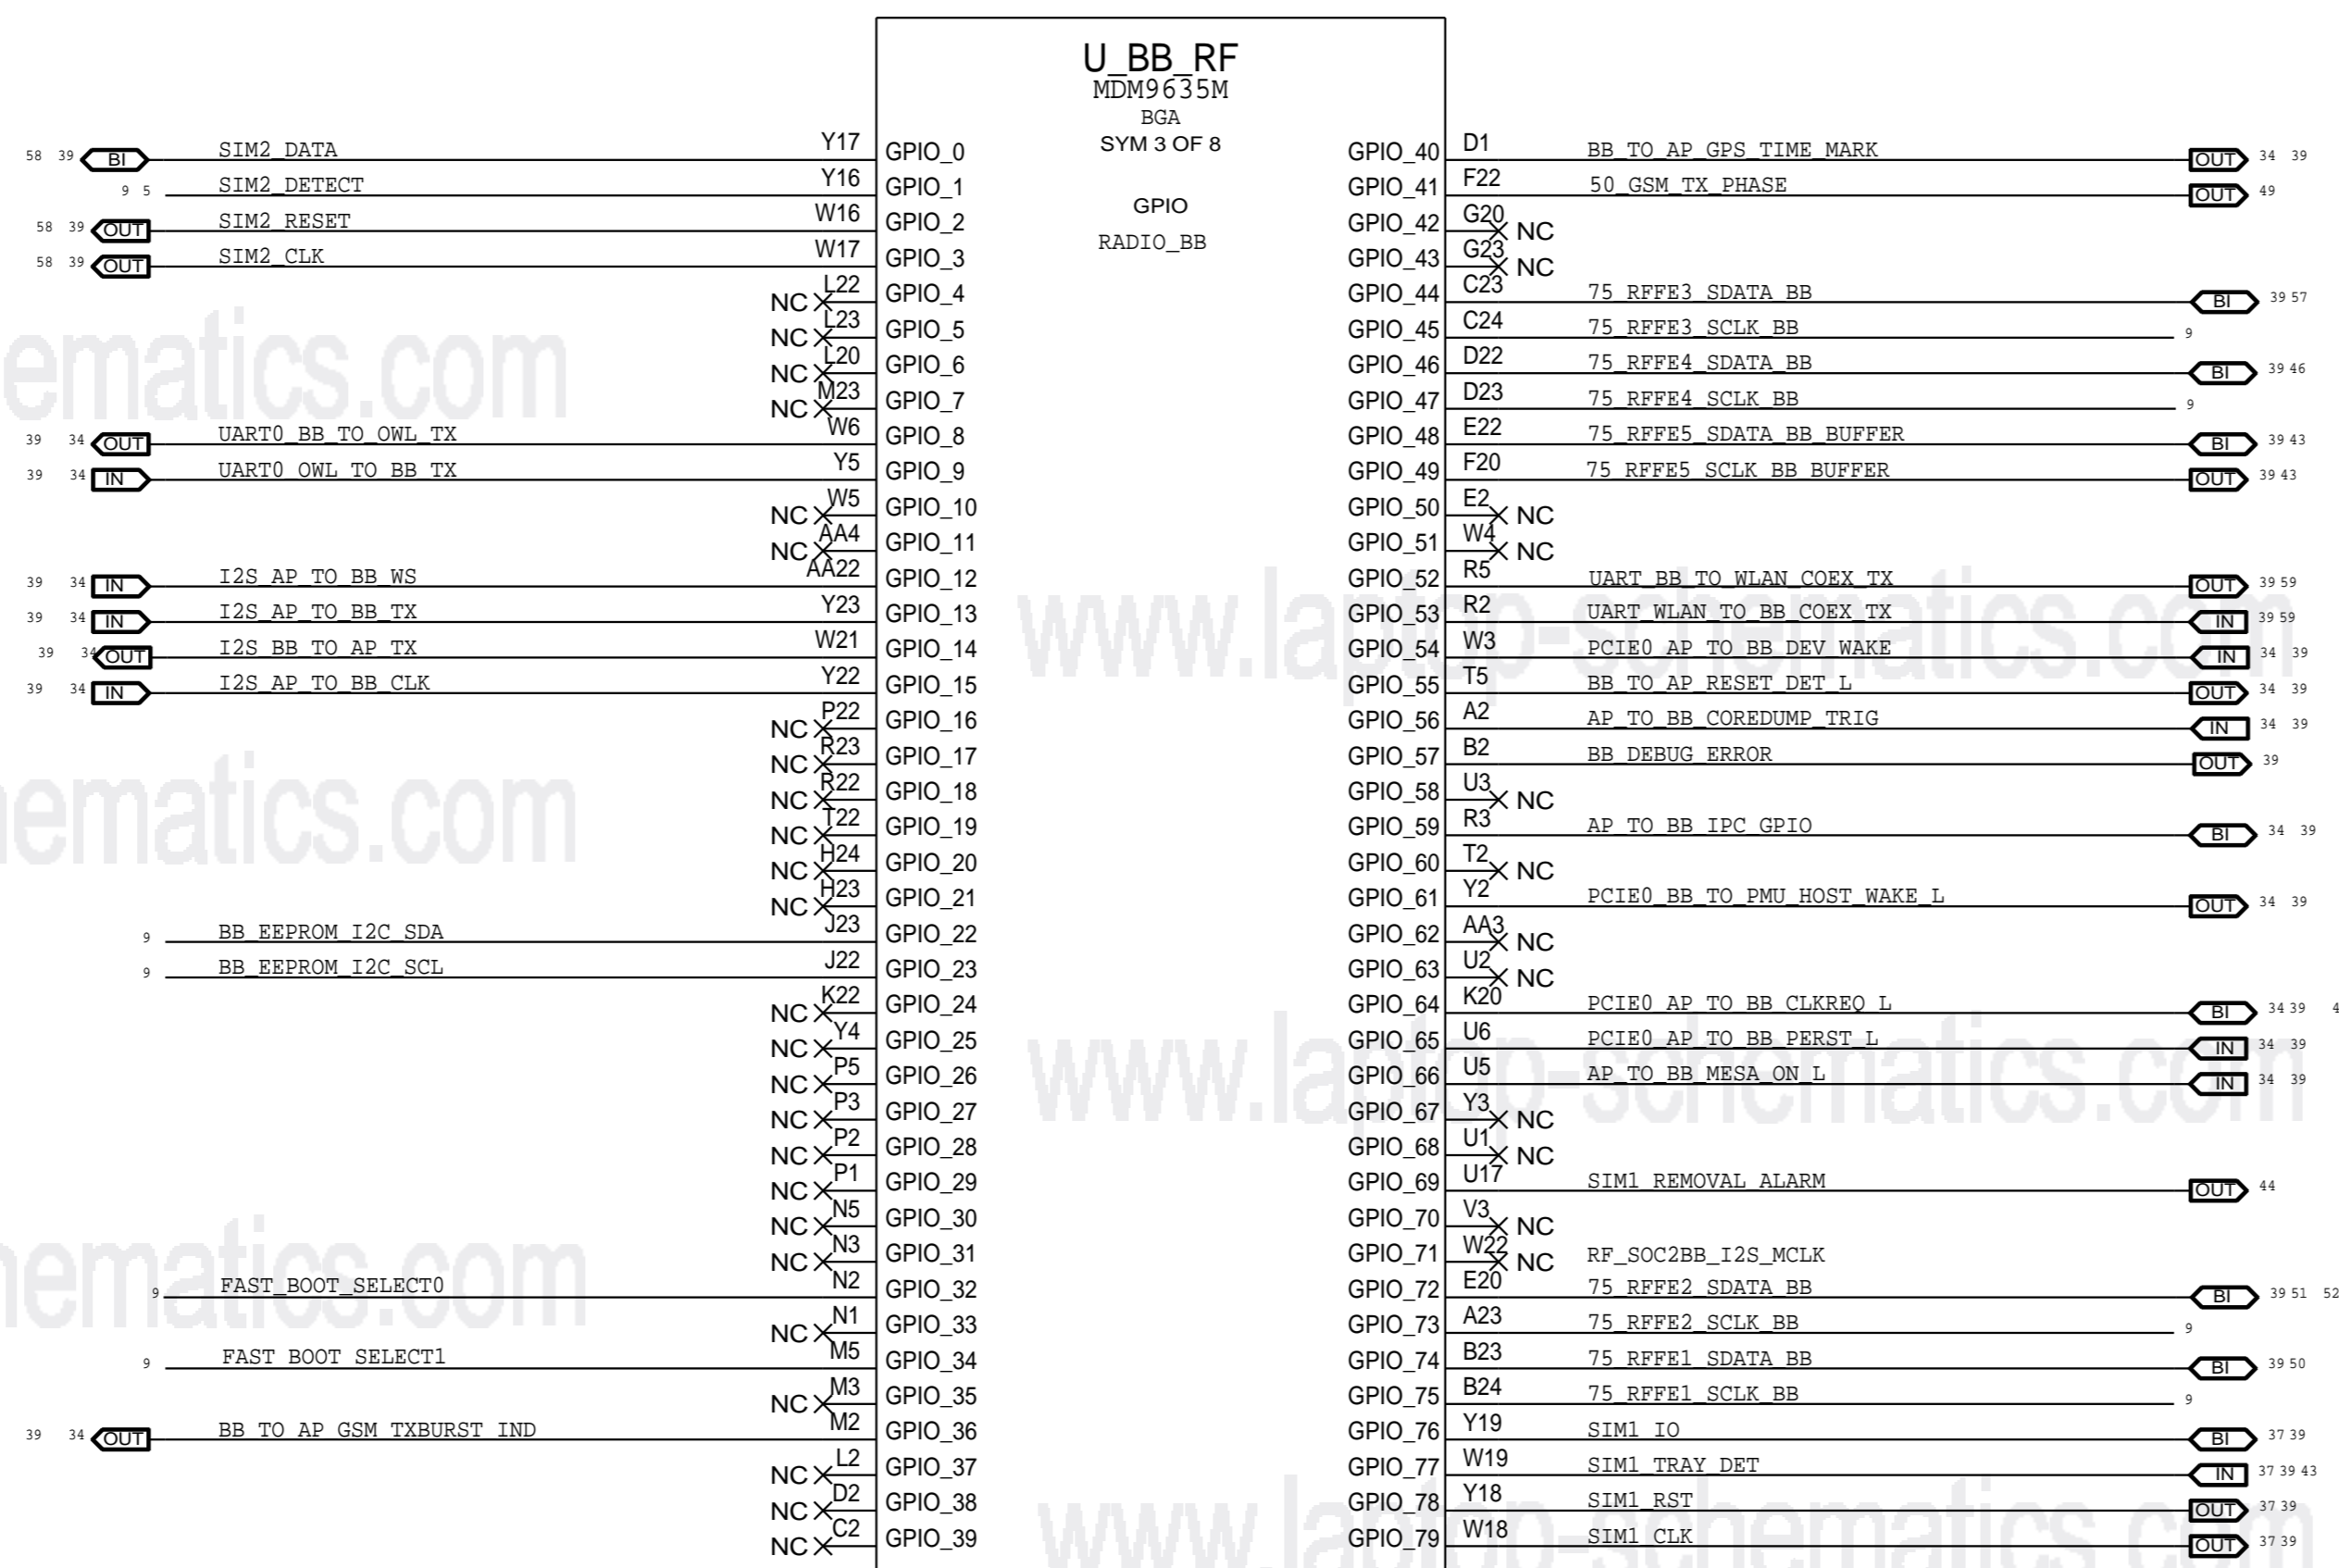 U_BB_RF
MDM9635M
BGA
SYM 3 OF 8
GPIO
RADIO_BB
58 39 BI SIM2_DATA Y17 GPIO_0
9 5 SIM2_DETECT Y16 GPIO_1
58 39 OUT SIM2_RESET W16 GPIO_2
58 39 OUT SIM2_CLK W17 GPIO_3
NC L22 GPIO_4
NC L23 GPIO_5
NC L20 GPIO_6
NC M23 GPIO_7
39 34 OUT UART0_BB_TO_OWL_TX W6 GPIO_8
39 34 IN UART0_OWL_TO_BB_TX Y5 GPIO_9
NC W5 GPIO_10
NC AA4 GPIO_11
39 34 IN I2S_AP_TO_BB_WS AA22 GPIO_12
39 34 IN I2S_AP_TO_BB_TX Y23 GPIO_13
39 34 OUT I2S_BB_TO_AP_TX W21 GPIO_14
39 34 IN I2S_AP_TO_BB_CLK Y22 GPIO_15
NC P22 GPIO_16
NC R23 GPIO_17
NC R22 GPIO_18
NC T22 GPIO_19
NC H24 GPIO_20
NC H23 GPIO_21
9 BB_EEPROM_I2C_SDA J23 GPIO_22
9 BB_EEPROM_I2C_SCL J22 GPIO_23
NC K22 GPIO_24
NC Y4 GPIO_25
NC P5 GPIO_26
NC P3 GPIO_27
NC P2 GPIO_28
NC P1 GPIO_29
NC N5 GPIO_30
NC N3 GPIO_31
9 FAST_BOOT_SELECT0 N2 GPIO_32
NC N1 GPIO_33
9 FAST_BOOT_SELECT1 M5 GPIO_34
NC M3 GPIO_35
39 34 OUT BB_TO_AP_GSM_TXBURST_IND M2 GPIO_36
NC L2 GPIO_37
NC D2 GPIO_38
NC C2 GPIO_39
GPIO_40 D1 BB_TO_AP_GPS_TIME_MARK OUT 34 39
GPIO_41 F22 50_GSM_TX_PHASE OUT 49
GPIO_42 G20 NC
GPIO_43 G23 NC
GPIO_44 C23 75_RFFE3_SDATA_BB BI 39 57
GPIO_45 C24 75_RFFE3_SCLK_BB 9
GPIO_46 D22 75_RFFE4_SDATA_BB BI 39 46
GPIO_47 D23 75_RFFE4_SCLK_BB 9
GPIO_48 E22 75_RFFE5_SDATA_BB_BUFFER BI 39 43
GPIO_49 F20 75_RFFE5_SCLK_BB_BUFFER OUT 39 43
GPIO_50 E2 NC
GPIO_51 W4 NC
GPIO_52 R5 UART_BB_TO_WLAN_COEX_TX OUT 39 59
GPIO_53 R2 UART_WLAN_TO_BB_COEX_TX IN 39 59
GPIO_54 W3 PCIE0_AP_TO_BB_DEV_WAKE IN 34 39
GPIO_55 T5 BB_TO_AP_RESET_DET_L OUT 34 39
GPIO_56 A2 AP_TO_BB_COREDUMP_TRIG IN 34 39
GPIO_57 B2 BB_DEBUG_ERROR OUT 39
GPIO_58 U3 NC
GPIO_59 R3 AP_TO_BB_IPC_GPIO BI 34 39
GPIO_60 T2 NC
GPIO_61 Y2 PCIE0_BB_TO_PMU_HOST_WAKE_L OUT 34 39
GPIO_62 AA3 NC
GPIO_63 U2 NC
GPIO_64 K20 PCIE0_AP_TO_BB_CLKREQ_L BI 34 39 4
GPIO_65 U6 PCIE0_AP_TO_BB_PERST_L IN 34 39
GPIO_66 U5 AP_TO_BB_MESA_ON_L IN 34 39
GPIO_67 Y3 NC
GPIO_68 U1 NC
GPIO_69 U17 SIM1_REMOVAL_ALARM OUT 44
GPIO_70 V3 NC
GPIO_71 W22 NC RF_SOC2BB_I2S_MCLK
GPIO_72 E20 75_RFFE2_SDATA_BB BI 39 51 52
GPIO_73 A23 75_RFFE2_SCLK_BB 9
GPIO_74 B23 75_RFFE1_SDATA_BB BI 39 50
GPIO_75 B24 75_RFFE1_SCLK_BB 9
GPIO_76 Y19 SIM1_IO BI 37 39
GPIO_77 W19 SIM1_TRAY_DET IN 37 39 43
GPIO_78 Y18 SIM1_RST OUT 37 39
GPIO_79 W18 SIM1_CLK OUT 37 39
ematics.com
www.laptop-schematics.com
hematics.com
www.laptop-schematics.com
hematics.com
www.laptop-schematics.com